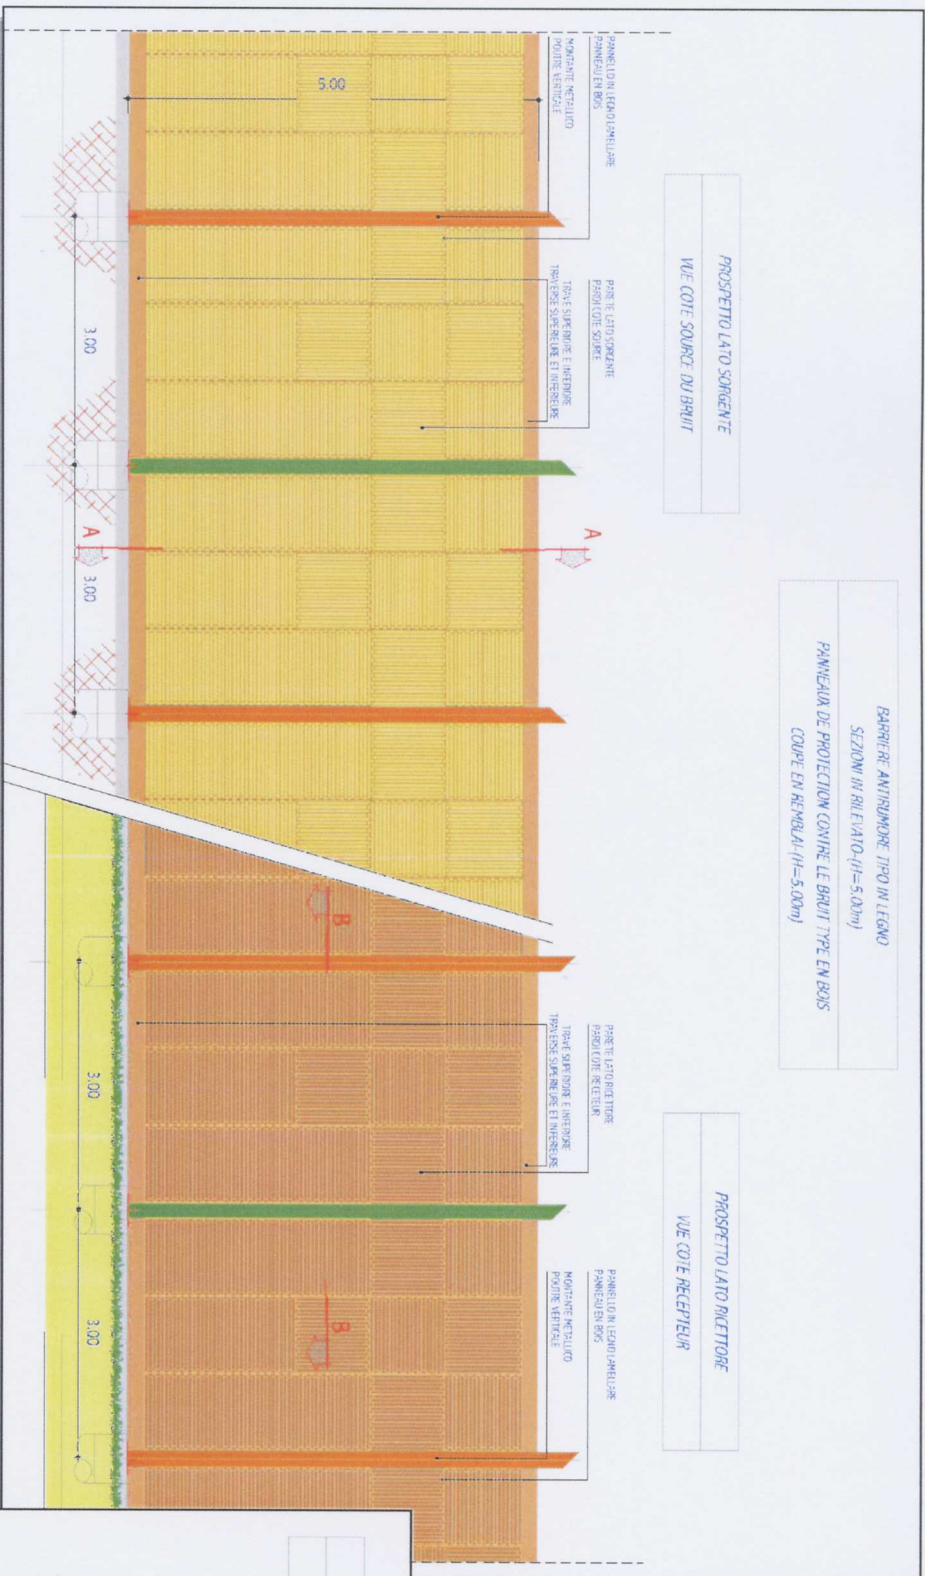 BARRIERE ANTIRUMORE TIPO IN LEGNO
SEZIONI IN RILEVATO-(H=5.00m)
PANNEAUX DE PROTECTION CONTRE LE BRUIT TYPE EN BOIS
COUPE EN REMBLAI-(H=5.00m)
PROSPETTO LATO SORGENTE
VUE COTE SOURCE DU BRUIT
PROSPETTO LATO RICETTORE
VUE COTE RECEPTEUR
PANNELLO IN LEGNO LAMELLARE
PANNEAU EN BOIS
MONTANTE METALLICO
POUTRE VERTICALE
PARETE LATO SORGENTE
PAROI COTE SOURCE
TRAVE SUPERIORE E INFERIORE
TRAVERSE SUPERIEURE ET INFERIEURE
PARETE LATO RICETTORE
PAROI COTE RECETEUR
TRAVE SUPERIORE E INFERIORE
TRAVERSE SUPERIEURE ET INFERIEURE
PANNELLO IN LEGNO LAMELLARE
PANNEAU EN BOIS
MONTANTE METALLICO
POUTRE VERTICALE
A
5.00
B
B
A
3.00
3.00
3.00
3.00